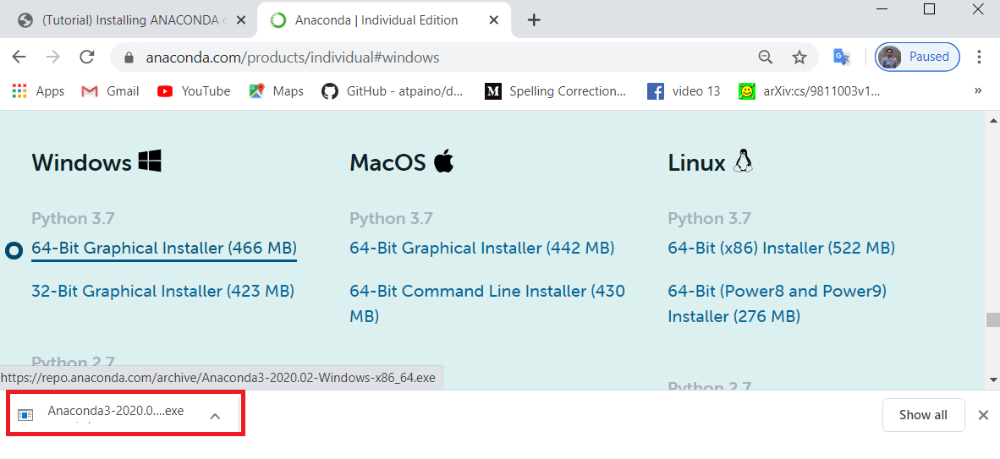 (Tutorial) Installing ANACONDA
Anaconda | Individual Edition
anaconda.com/products/individual#windows
Paused
Apps
Gmail
YouTube
Maps
GitHub - atpaino/d...
Spelling Correction...
video 13
arXiv:cs/9811003v1...
»
Windows
MacOS
Linux
Python 3.7
Python 3.7
Python 3.7
64-Bit Graphical Installer (466 MB)
64-Bit Graphical Installer (442 MB)
64-Bit (x86) Installer (522 MB)
32-Bit Graphical Installer (423 MB)
64-Bit Command Line Installer (430
MB)
64-Bit (Power8 and Power9)
Installer (276 MB)
Python 2.7
Python 2.7
https://repo.anaconda.com/archive/Anaconda3-2020.02-Windows-x86_64.exe
Anaconda3-2020.0....exe
Show all